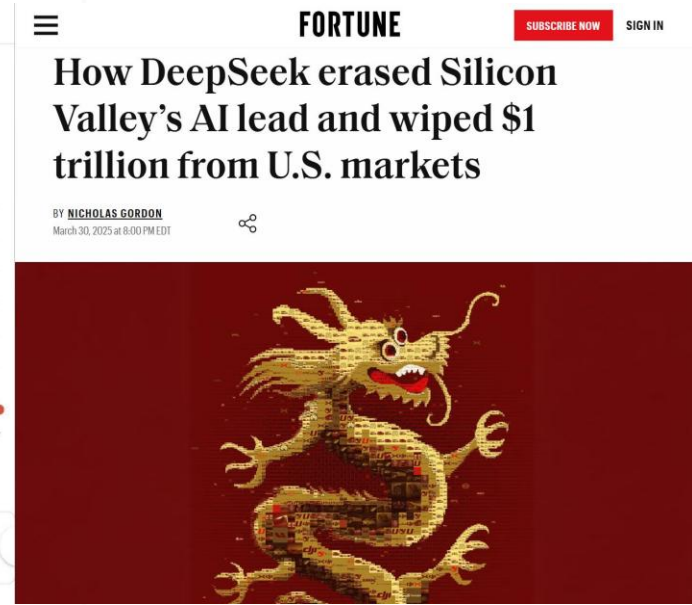 FORTUNE
SUBSCRIBE NOW
SIGN IN
How DeepSeek erased Silicon
Valley’s AI lead and wiped $1
trillion from U.S. markets
BY NICHOLAS GORDON
March 30, 2025 at 8:00 PM EDT